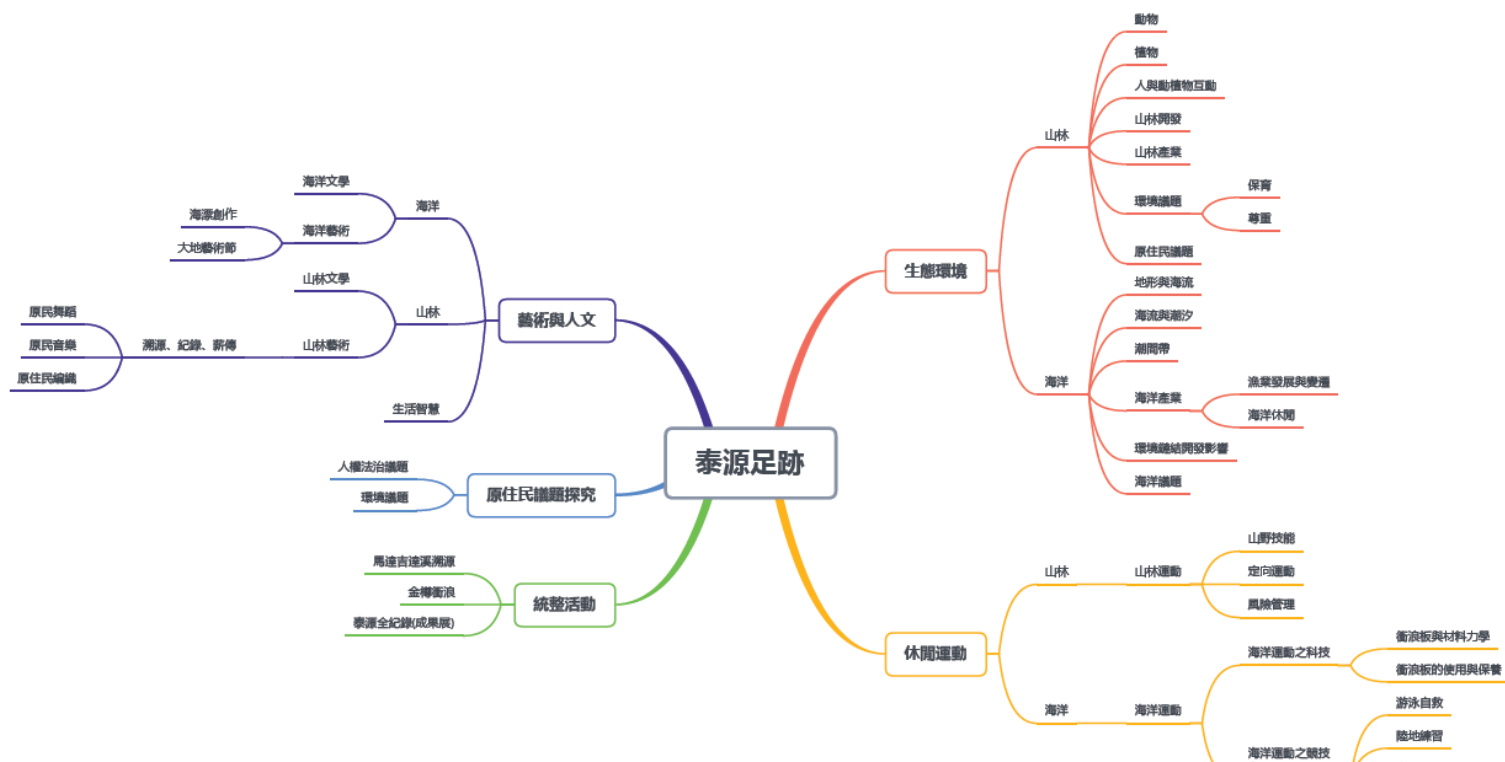 泰源足跡
生態環境
山林
動物
植物
人與動植物互動
山林開發
山林產業
環境議題
保育
尊重
原住民議題
海洋
地形與海流
海流與潮汐
潮間帶
海洋產業
漁業發展與變遷
海洋休閒
環境鏈結開發影響
海洋議題
休閒運動
山林
山林運動
山野技能
定向運動
風險管理
海洋
海洋運動
海洋運動之科技
衝浪板與材料力學
衝浪板的使用與保養
海洋運動之競技
游泳自救
陸地練習
藝術與人文
海洋
海洋文學
海洋藝術
海漂創作
大地藝術節
山林
山林文學
山林藝術
溯源、紀錄、薪傳
原民舞蹈
原民音樂
原住民編織
生活智慧
原住民議題探究
人權法治議題
環境議題
統整活動
馬達吉達溪溯源
金樽衝浪
泰源全紀錄(成果展)